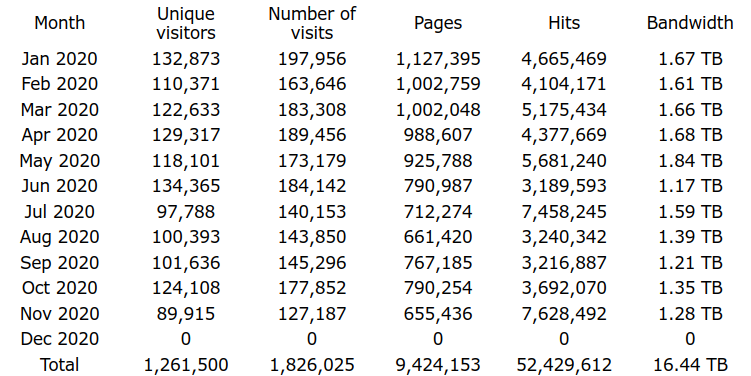 Month Unique visitors Number of visits Pages Hits Bandwidth
Jan 2020 132,873 197,956 1,127,395 4,665,469 1.67 TB
Feb 2020 110,371 163,646 1,002,759 4,104,171 1.61 TB
Mar 2020 122,633 183,308 1,002,048 5,175,434 1.66 TB
Apr 2020 129,317 189,456 988,607 4,377,669 1.68 TB
May 2020 118,101 173,179 925,788 5,681,240 1.84 TB
Jun 2020 134,365 184,142 790,987 3,189,593 1.17 TB
Jul 2020 97,788 140,153 712,274 7,458,245 1.59 TB
Aug 2020 100,393 143,850 661,420 3,240,342 1.39 TB
Sep 2020 101,636 145,296 767,185 3,216,887 1.21 TB
Oct 2020 124,108 177,852 790,254 3,692,070 1.35 TB
Nov 2020 89,915 127,187 655,436 7,628,492 1.28 TB
Dec 2020 0 0 0 0 0
Total 1,261,500 1,826,025 9,424,153 52,429,612 16.44 TB